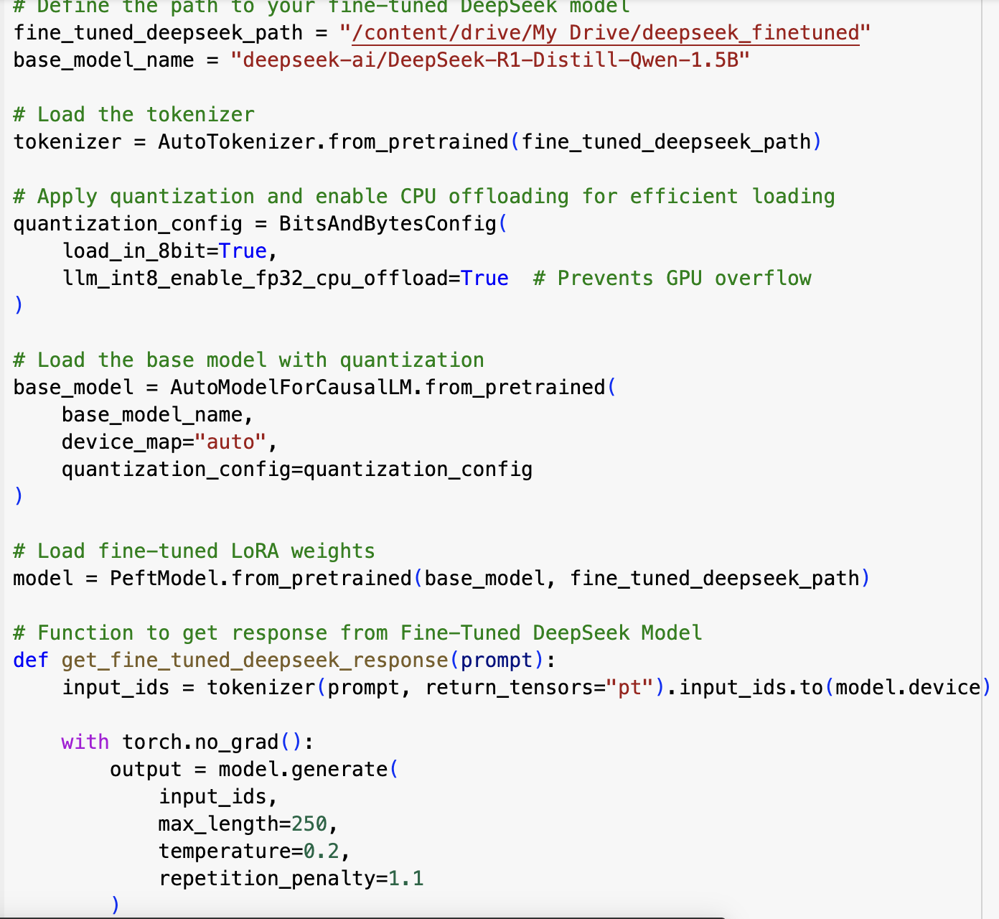 # Define the path to your fine-tuned DeepSeek model
fine_tuned_deepseek_path = "/content/drive/My Drive/deepseek_finetuned"
base_model_name = "deepseek-ai/DeepSeek-R1-Distill-Qwen-1.5B"

# Load the tokenizer
tokenizer = AutoTokenizer.from_pretrained(fine_tuned_deepseek_path)

# Apply quantization and enable CPU offloading for efficient loading
quantization_config = BitsAndBytesConfig(
    load_in_8bit=True,
    llm_int8_enable_fp32_cpu_offload=True  # Prevents GPU overflow
)

# Load the base model with quantization
base_model = AutoModelForCausalLM.from_pretrained(
    base_model_name,
    device_map="auto",
    quantization_config=quantization_config
)

# Load fine-tuned LoRA weights
model = PeftModel.from_pretrained(base_model, fine_tuned_deepseek_path)

# Function to get response from Fine-Tuned DeepSeek Model
def get_fine_tuned_deepseek_response(prompt):
    input_ids = tokenizer(prompt, return_tensors="pt").input_ids.to(model.device)

    with torch.no_grad():
        output = model.generate(
            input_ids,
            max_length=250,
            temperature=0.2,
            repetition_penalty=1.1
        )